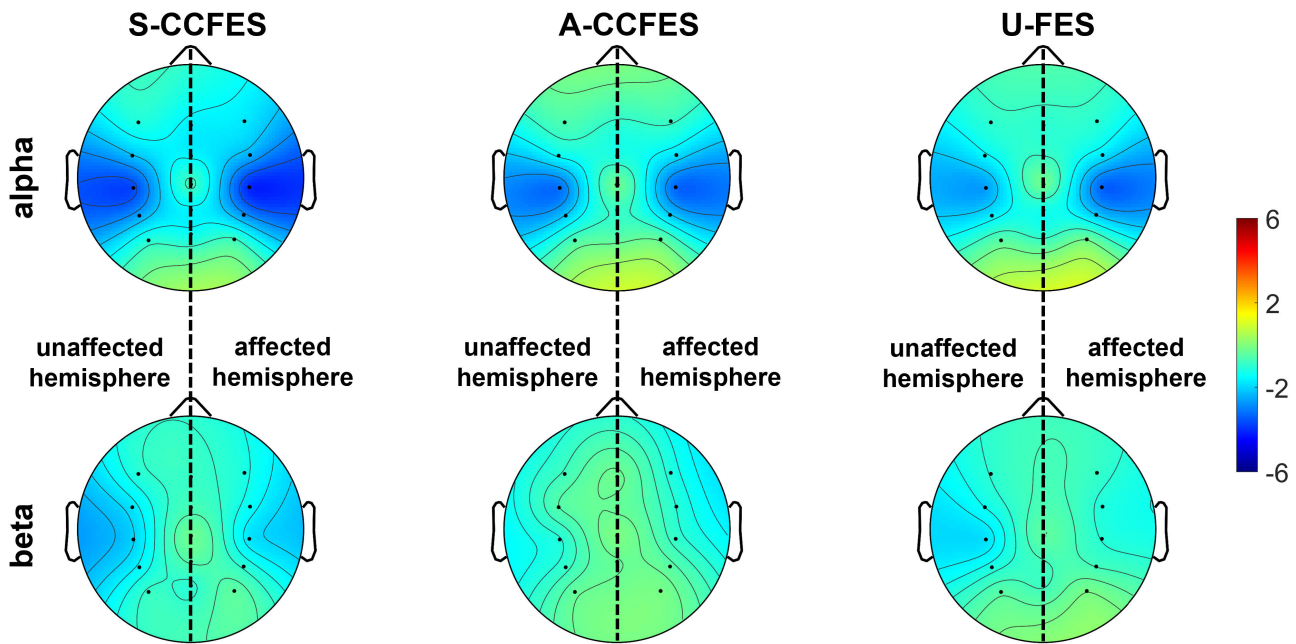 S-CCFES
A-CCFES
U-FES
alpha
unaffected
hemisphere
affected
hemisphere
unaffected
hemisphere
affected
hemisphere
unaffected
hemisphere
affected
hemisphere
6
2
-2
-6
beta